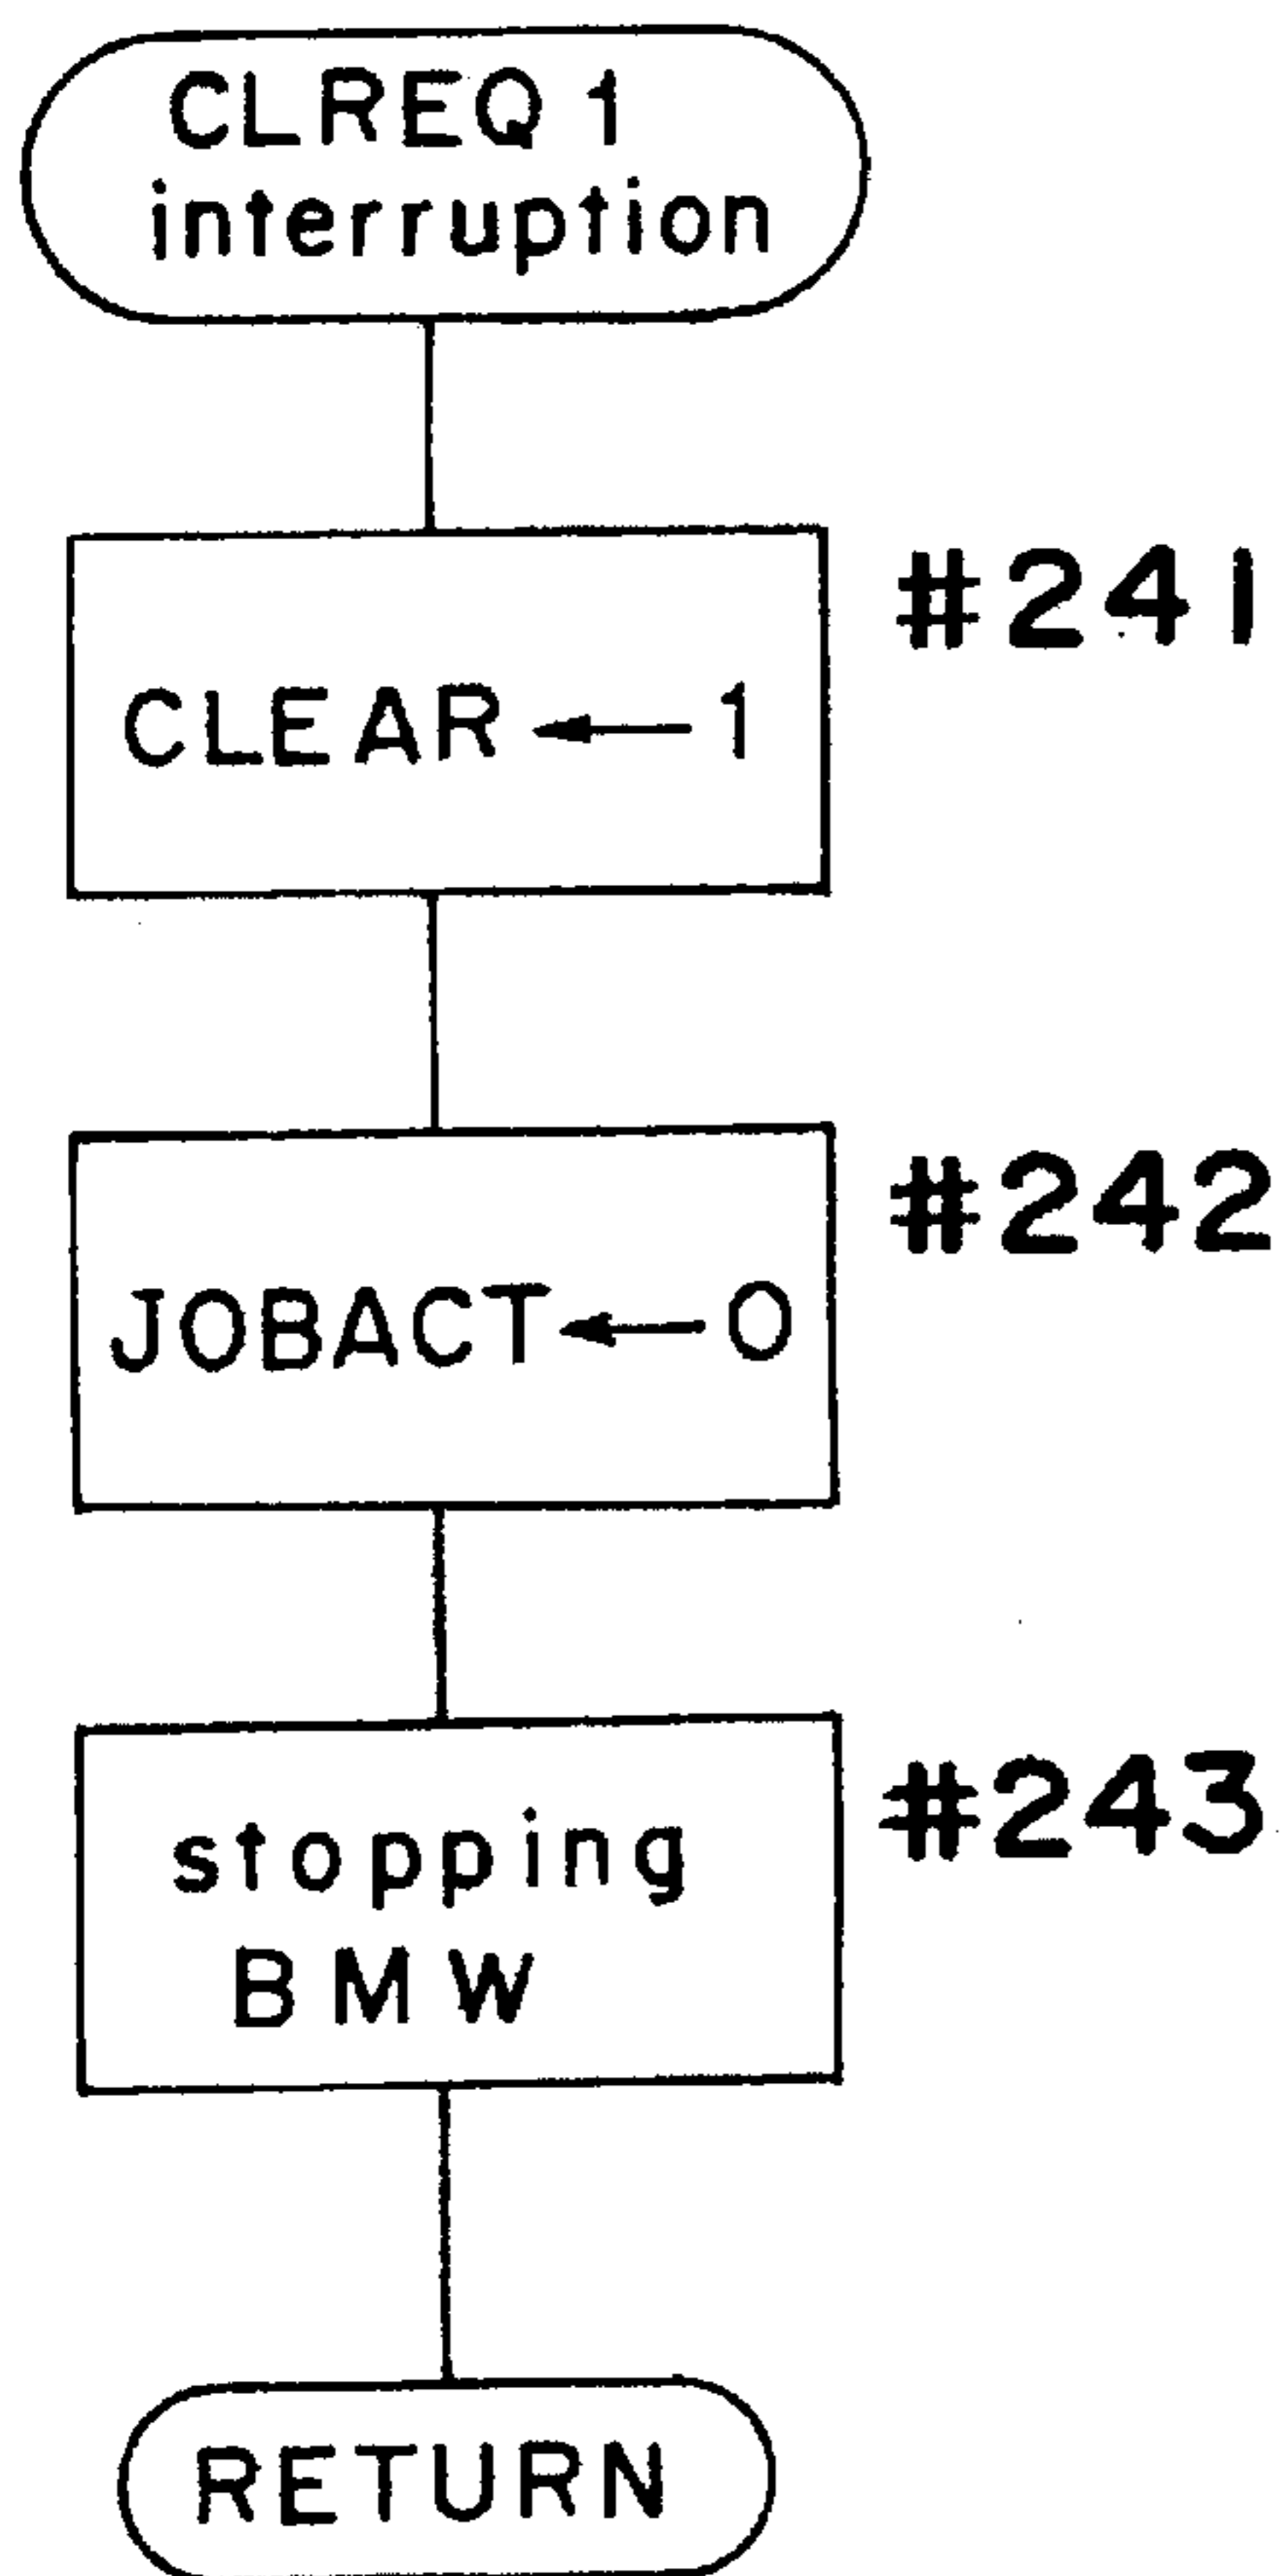 CLREQ 1
interruption
#241
CLEAR ← 1
#242
JOBACT ← 0
#243
stopping
BMW
RETURN